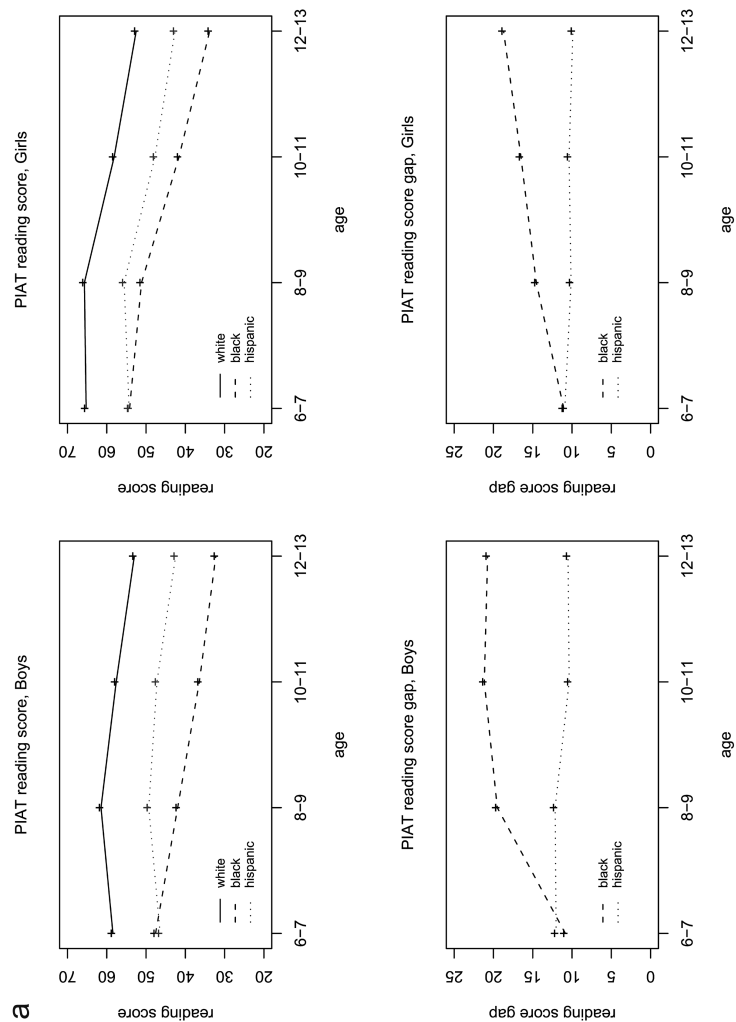 a
PIAT reading score, Boys
reading score
70
60
50
40
30
20
white
black
hispanic
6−7
8−9
10−11
12−13
age
PIAT reading score, Girls
reading score
70
60
50
40
30
20
white
black
hispanic
6−7
8−9
10−11
12−13
age
PIAT reading score gap, Boys
reading score gap
25
20
15
10
5
0
black
hispanic
6−7
8−9
10−11
12−13
age
PIAT reading score gap, Girls
reading score gap
25
20
15
10
5
0
black
hispanic
6−7
8−9
10−11
12−13
age